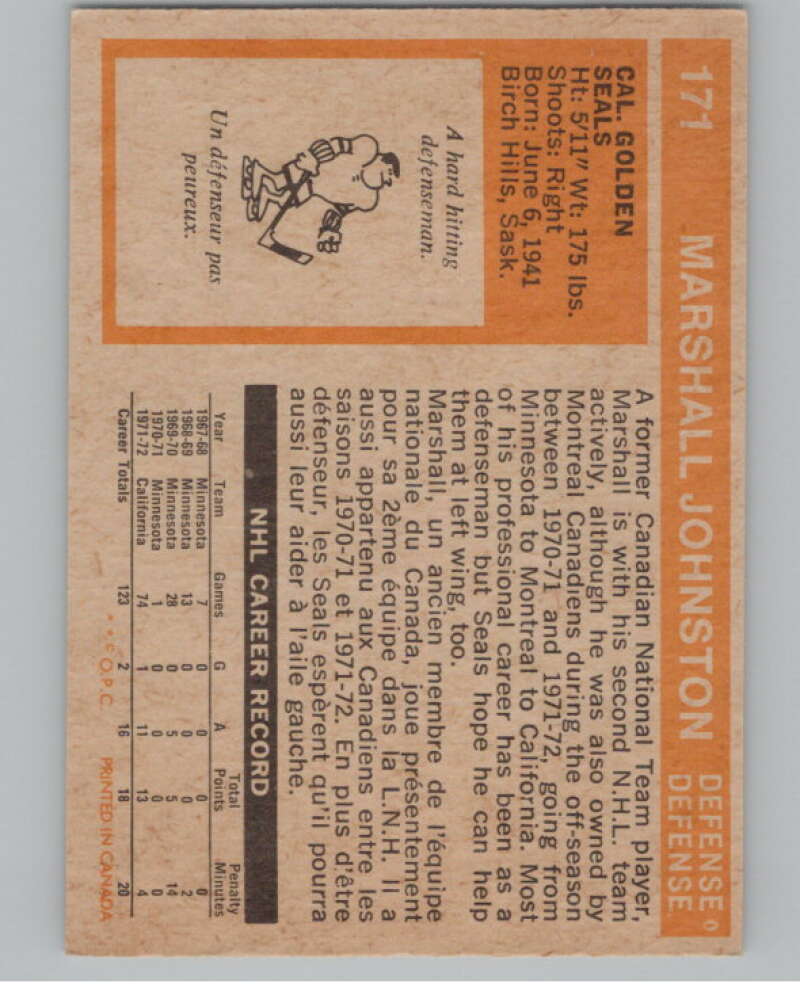 171 MARSHALL JOHNSTON DEFENSE
DEFENSE
CAL. GOLDEN
SEALS
Ht: 5'11" Wt: 175 lbs.
Shoots: Right
Born: June 6, 1941
Birch Hills, Sask.
A hard hitting
defenseman.
Un défenseur pas
peureux.
A former Canadian National Team player,
Marshall is with his second N.H.L. team
actively, although he was also owned by
Montreal Canadiens during the off-season
between 1970-71 and 1971-72, going from
Minnesota to Montreal to California. Most
of his professional career has been as a
defenseman but Seals hope he can help
them at left wing, too.
Marshall, un ancien membre de l'équipe
nationale du Canada, joue présentement
pour sa 2ème équipe dans la L.N.H. Il a
aussi appartenu aux Canadiens entre les
saisons 1970-71 et 1971-72. En plus d'être
défenseur, les Seals espèrent qu'il pourra
aussi leur aider à l'aile gauche.
NHL CAREER RECORD
Year Team Games G A Total Points Penalty Minutes
1967-68 Minnesota 7 0 0 0 0
1968-69 Minnesota 13 0 0 0 2
1969-70 Minnesota 28 0 5 5 14
1970-71 Minnesota 1 0 0 0 0
1971-72 California 74 1 11 13 4
Career Totals 123 2 16 18 20
O.P.C. PRINTED IN CANADA